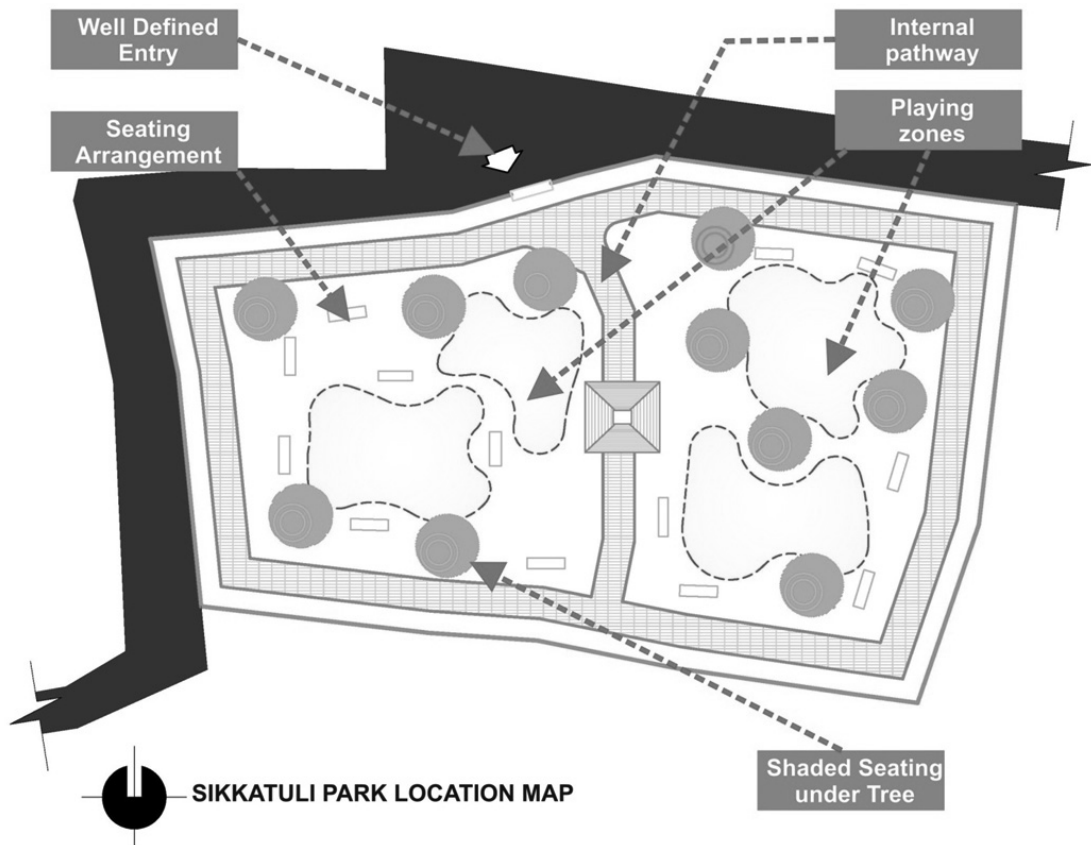 Well Defined
Entry
Internal
pathway
Seating
Arrangement
Playing
zones
Shaded Seating
under Tree
SIKKATULI PARK LOCATION MAP